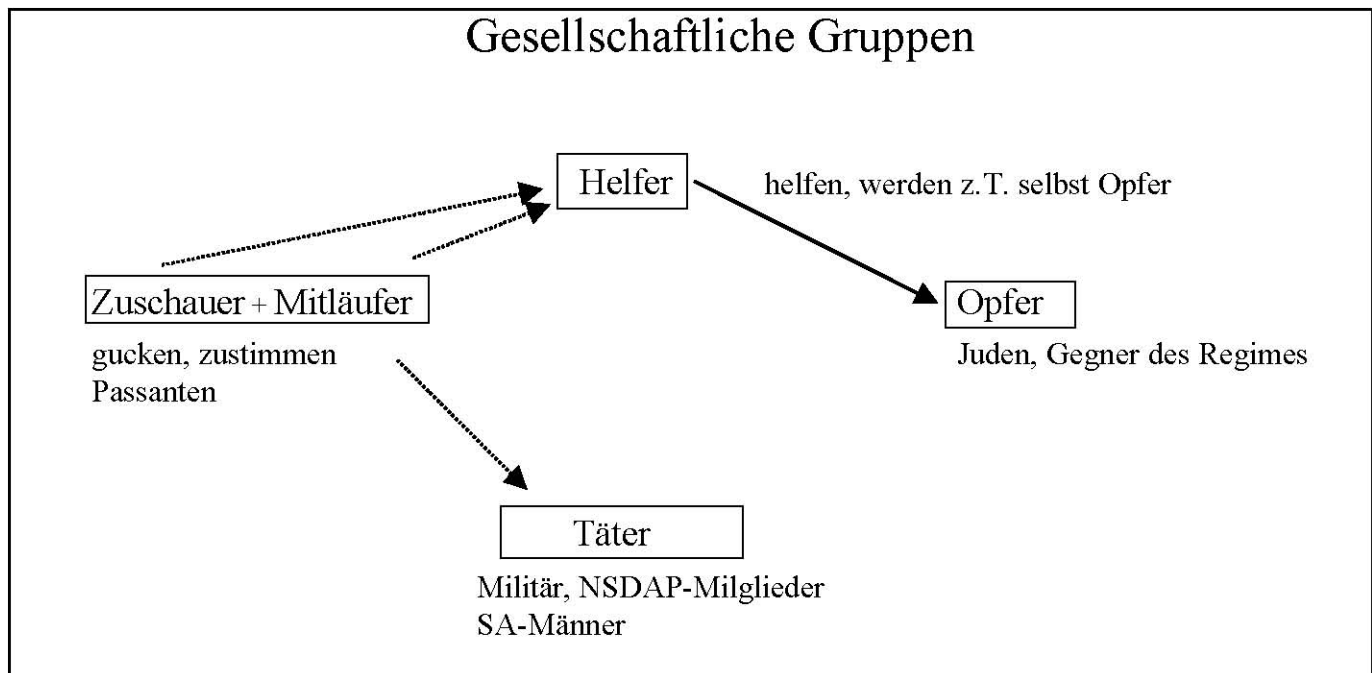 Gesellschaftliche Gruppen
Helfer
helfen, werden z.T. selbst Opfer
Zuschauer + Mitläufer
gucken, zustimmen
Passanten
Opfer
Juden, Gegner des Regimes
Täter
Militär, NSDAP-Milglieder
SA-Männer